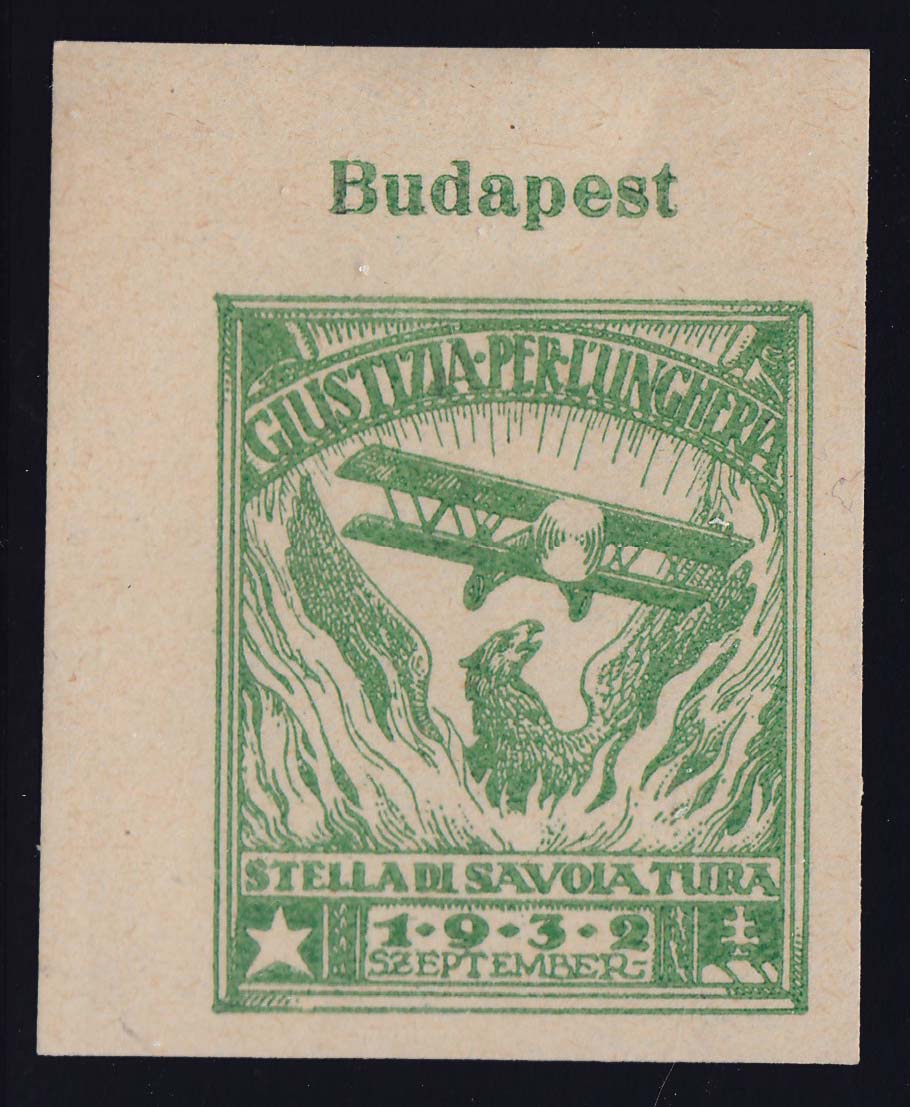 Budapest
GIUSTIZIA·PER·L'UNGHERIA
STELLA DI SAVOIA TURA
1·9·3·2
SZEPTEMBER·